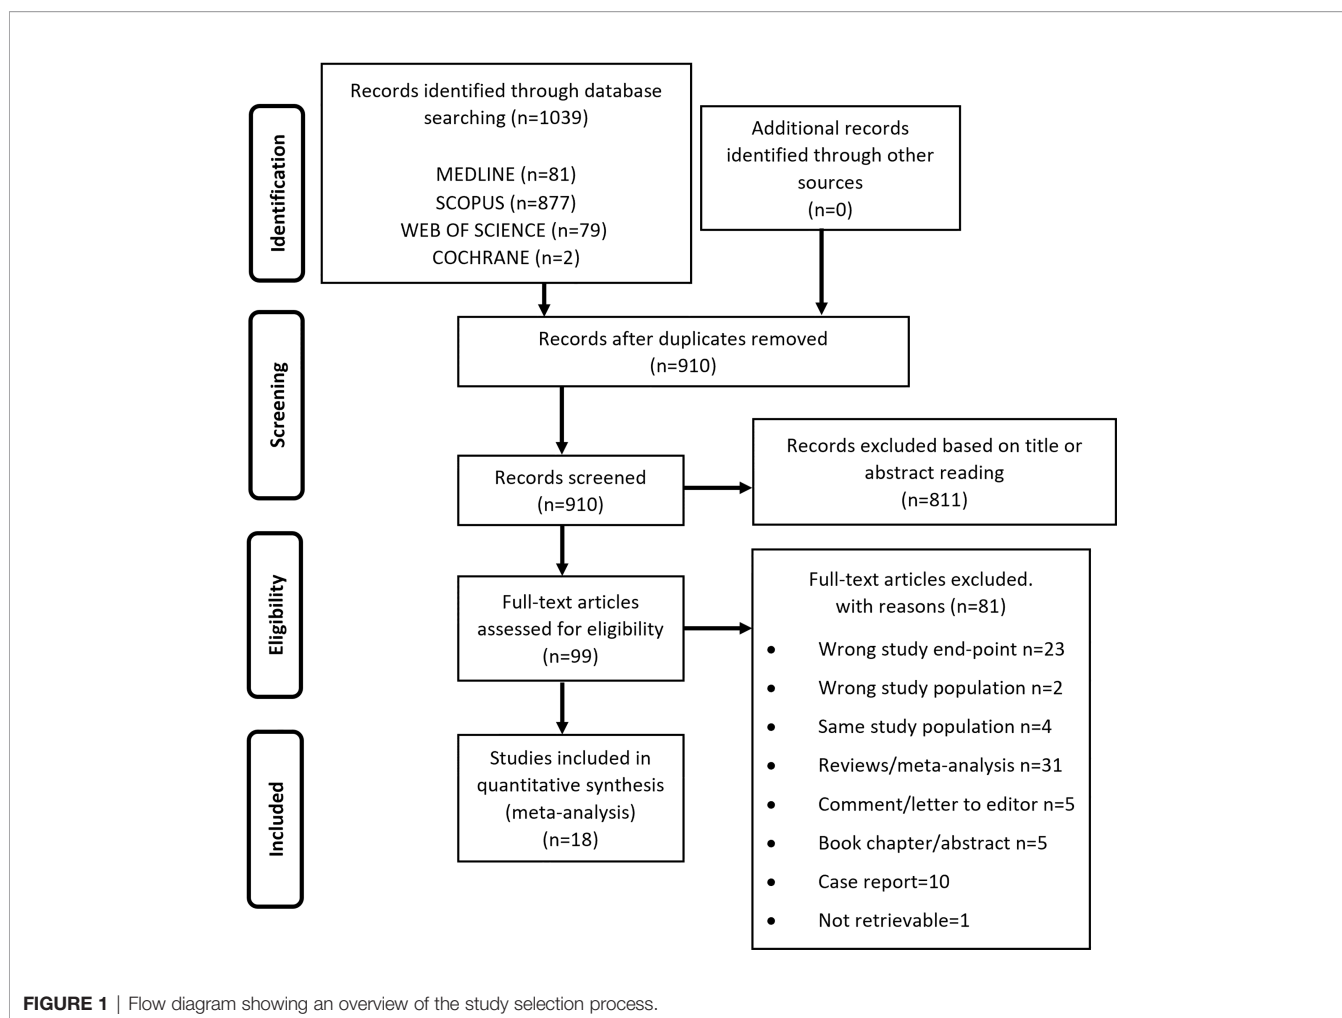 Identification
Records identified through database
searching (n=1039)
MEDLINE (n=81)
SCOPUS (n=877)
WEB OF SCIENCE (n=79)
COCHRANE (n=2)
Additional records
identified through other
sources
(n=0)
Screening
Records after duplicates removed
(n=910)
Records screened
(n=910)
Records excluded based on title or
abstract reading
(n=811)
Eligibility
Full-text articles
assessed for eligibility
(n=99)
Full-text articles excluded.
with reasons (n=81)
• Wrong study end-point n=23
• Wrong study population n=2
• Same study population n=4
• Reviews/meta-analysis n=31
• Comment/letter to editor n=5
• Book chapter/abstract n=5
• Case report=10
• Not retrievable=1
Included
Studies included in
quantitative synthesis
(meta-analysis)
(n=18)
FIGURE 1 | Flow diagram showing an overview of the study selection process.